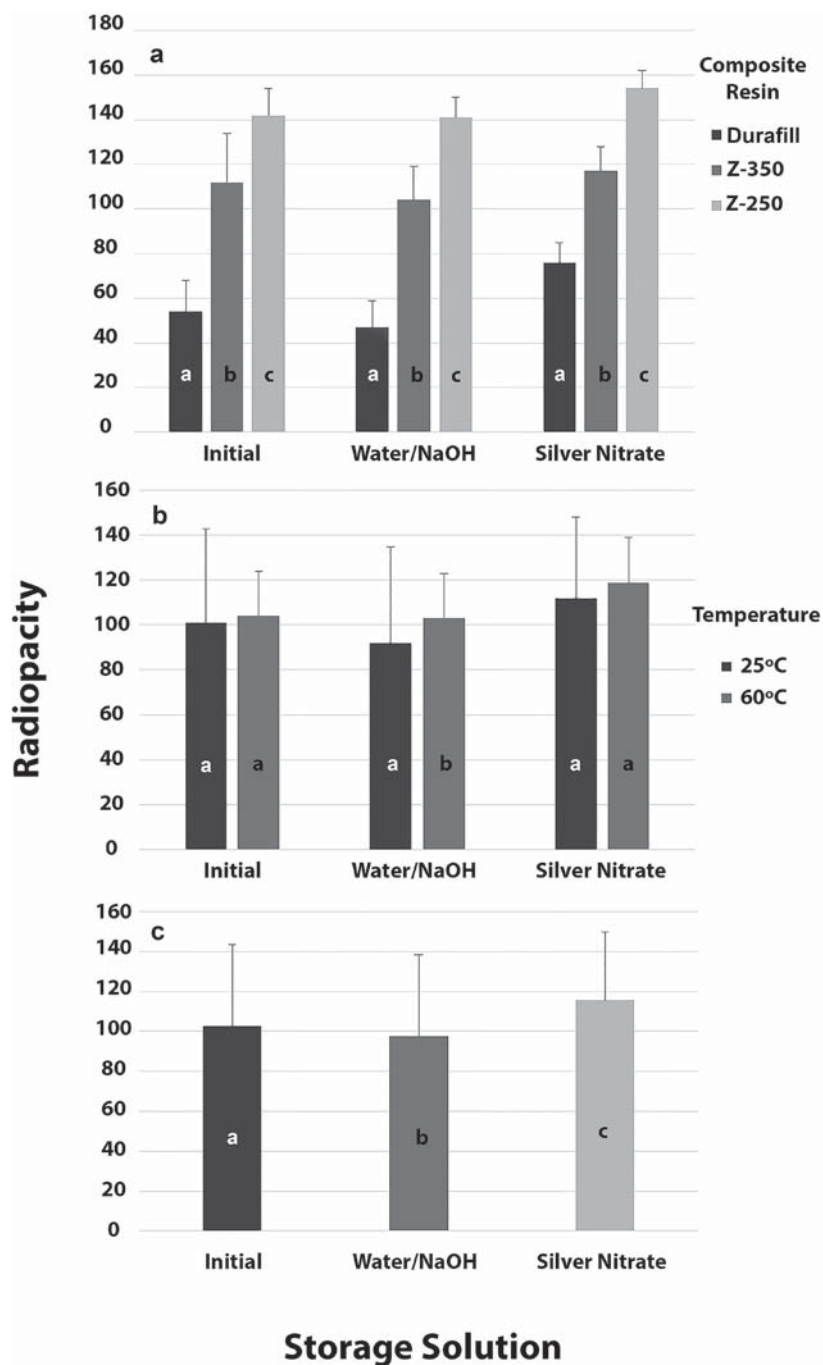 a
180
160
140
120
100
80
60
40
20
0
a b c
a b c
a b c
Initial Water/NaOH Silver Nitrate
Composite
Resin
Durafill
Z-350
Z-250
b
160
140
120
100
80
60
40
20
0
a a
a b
a a
Initial Water/NaOH Silver Nitrate
Temperature
25ºC
60ºC
Radiopacity
c
160
140
120
100
80
60
40
20
0
a
b
c
Initial Water/NaOH Silver Nitrate
Storage Solution